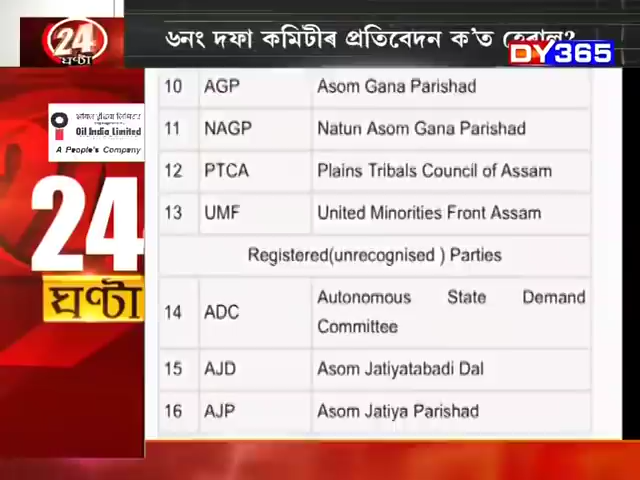 24
ঘণ্টা
৬নং দফা কমিটীৰ প্ৰতিবেদন ক'ত হেৰাল?
DY365
Oil India Limited
A People's Company
24
ঘণ্টা
10 AGP Asom Gana Parishad
11 NAGP Natun Asom Gana Parishad
12 PTCA Plains Tribals Council of Assam
13 UMF United Minorities Front Assam
Registered(unrecognised ) Parties
14 ADC Autonomous State Demand
Committee
15 AJD Asom Jatiyatabadi Dal
16 AJP Asom Jatiya Parishad